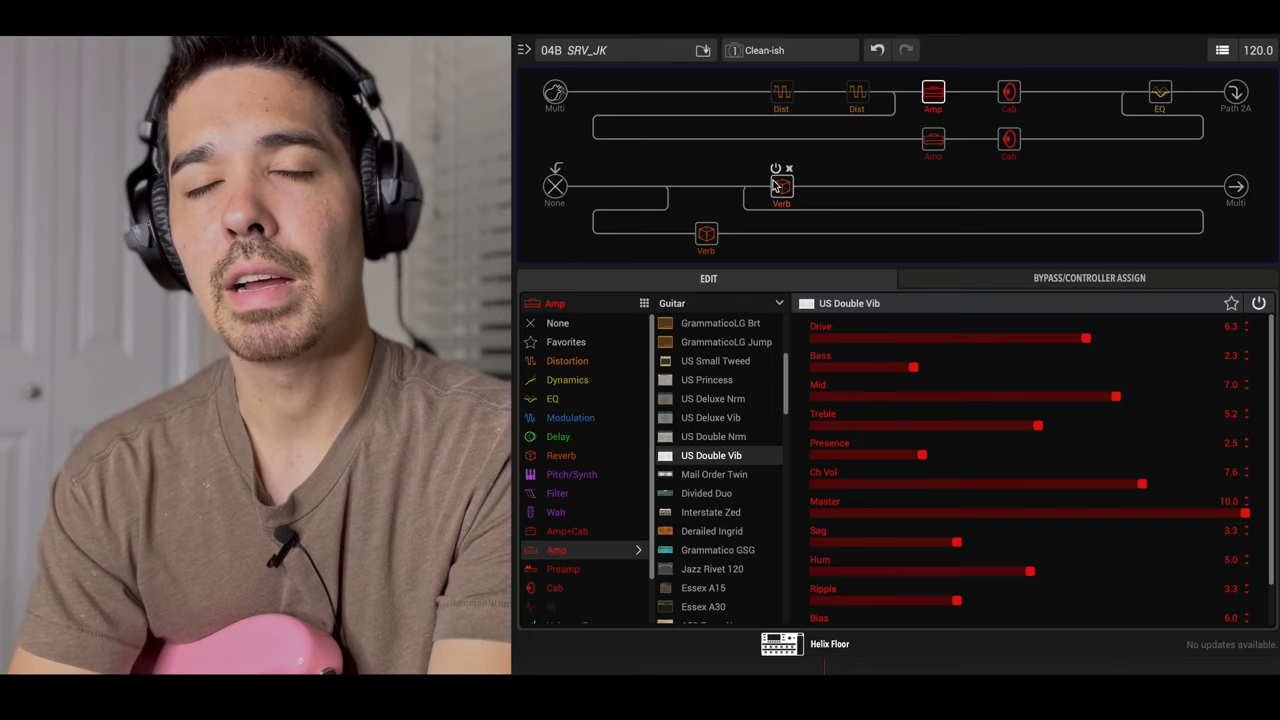 04B SRV_JK
1 Clean-ish
120.0
Multi
Dist
Dist
Amp
Cab
EQ
Path 2A
Amp
Cab
None
Verb
Multi
Verb
EDIT
BYPASS/CONTROLLER ASSIGN
Amp
Guitar
US Double Vib
None
Favorites
Distortion
Dynamics
EQ
Modulation
Delay
Reverb
Pitch/Synth
Filter
Wah
Amp+Cab
Amp
Preamp
Cab
IR
GrammaticoLG Brt
GrammaticoLG Jump
US Small Tweed
US Princess
US Deluxe Nrm
US Deluxe Vib
US Double Nrm
US Double Vib
Mail Order Twin
Divided Duo
Interstate Zed
Derailed Ingrid
Grammatico GSG
Jazz Rivet 120
Essex A15
Essex A30
Drive 6.3
Bass 2.3
Mid 7.0
Treble 5.2
Presence 2.5
Ch Vol 7.6
Master 10.0
Sag 3.3
Hum 5.0
Ripple 3.3
Bias 6.0
Helix Floor
No updates available.